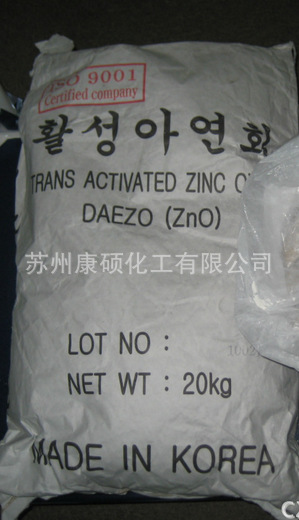 ISO 9001
Certified company
활성아연화
TRANS ACTIVATED ZINC
DAEZO (ZnO)
苏州康硕化工有限公司
LOT NO :
NET WT : 20kg
MADE IN KOREA